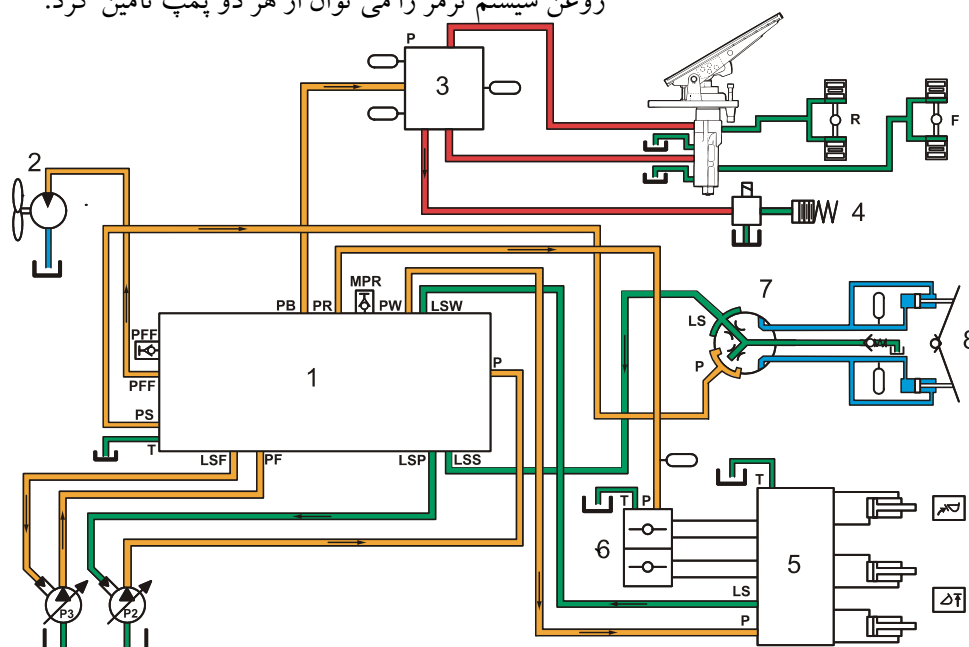 روغن سیستم ترمز را می توان از هر دو پمپ تامین کرد.
P
3
R
F
2
4
MPR
PB
PR
PW
LSW
7
LS
PFF
1
P
P
8
PFF
PS
T
LSF
PF
LSP
LSS
T
T
P
6
5
LS
P
P3
P2